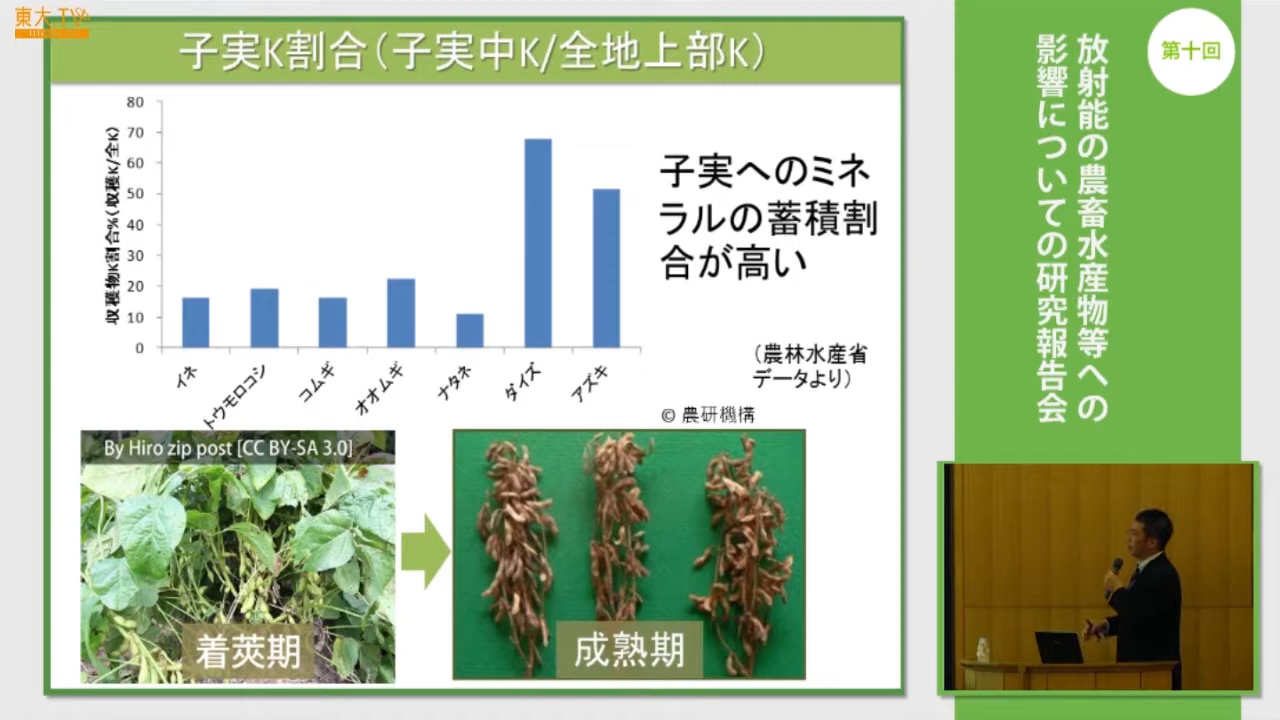 東大TV
子実K割合（子実中K/全地上部K）
収穫物K割合%（収穫K/全K）
80
70
60
50
40
30
20
10
0
イネ
トウモロコシ
コムギ
オオムギ
ナタネ
ダイズ
アズキ
子実へのミネ
ラルの蓄積割
合が高い
（農林水産省
データより）
© 農研機構
By Hiro zip post [CC BY-SA 3.0]
着莢期
成熟期
第十回
放射能の農畜水産物等への
影響についての研究報告会